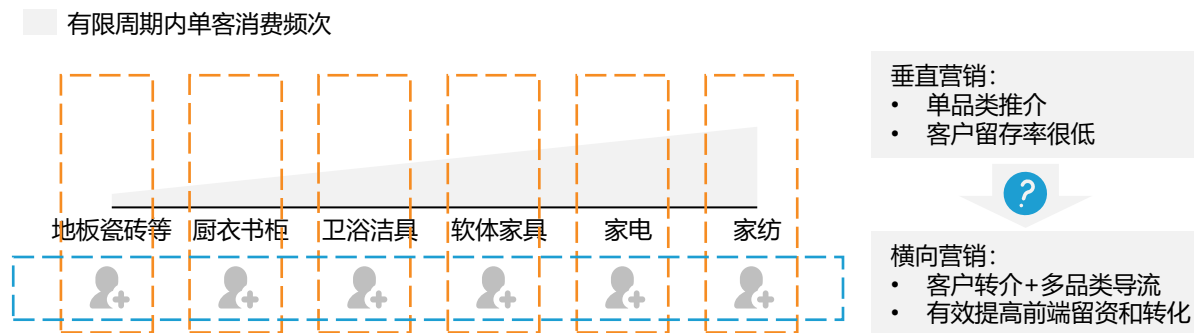 有限周期内单客消费频次
地板瓷砖等 厨衣书柜 卫浴洁具 软体家具 家电 家纺
垂直营销：
• 单品类推介
• 客户留存率很低
?
横向营销：
• 客户转介+多品类导流
• 有效提高前端留资和转化